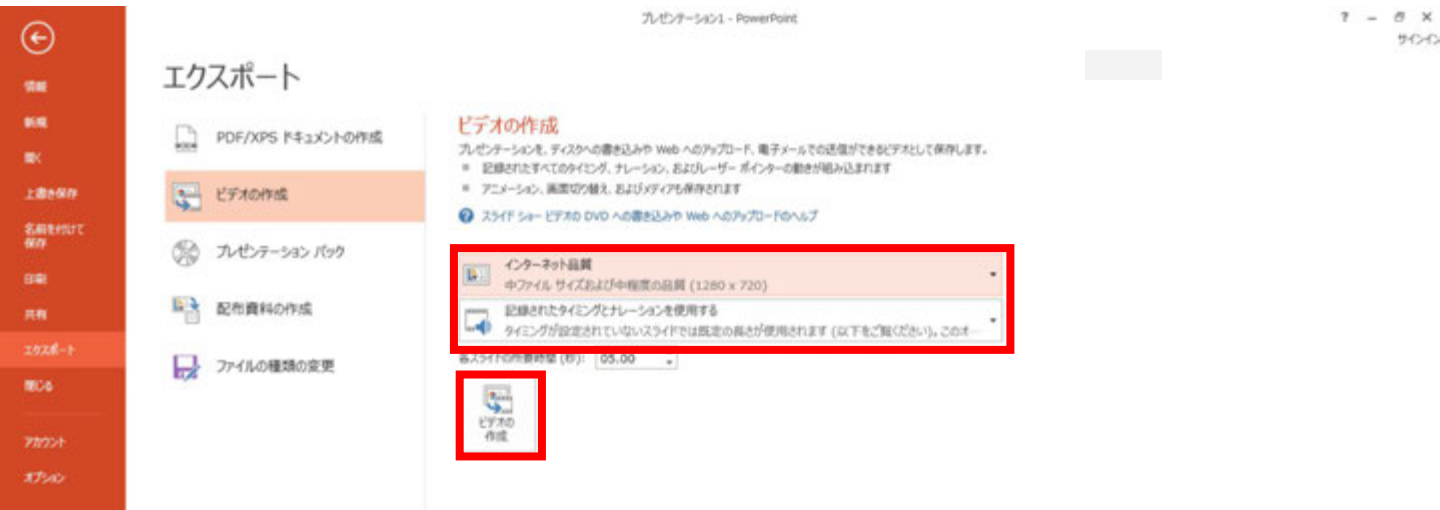 プレゼンテーション1 - PowerPoint
? –
サインイン
情報
新規
開く
上書き保存
名前を付けて
保存
印刷
共有
エクスポート
閉じる
アカウント
オプション
エクスポート
PDF/XPS ドキュメントの作成
ビデオの作成
プレゼンテーション パック
配布資料の作成
ファイルの種類の変更
ビデオの作成
プレゼンテーションを、ディスクへの書き込みや Web へのアップロード、電子メールでの送信ができるビデオとして保存します。
記録されたすべてのタイミング、ナレーション、およびレーザー ポインターの動きが組み込まれます
アニメーション、画面切り替え、およびメディアも保存されます
スライド ショー ビデオの DVD への書き込みや Web へのアップロードのヘルプ
インターネット品質
中ファイル サイズおよび中程度の品質 (1280 x 720)
記録されたタイミングとナレーションを使用する
タイミングが設定されていないスライドでは既定の長さが使用されます (以下をご覧ください)。このオ…
各スライドの所要時間 (秒): 05.00
ビデオの
作成